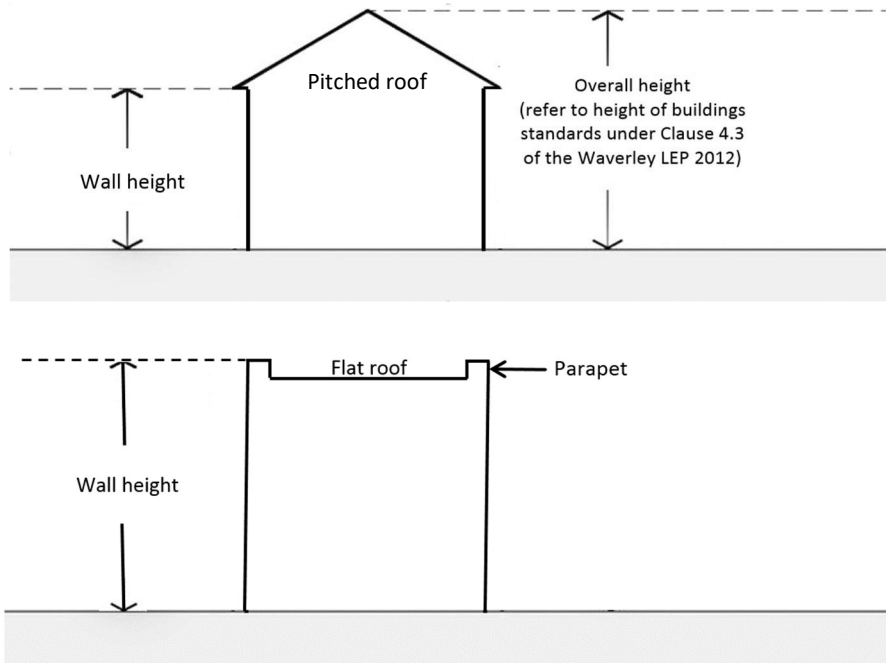 Pitched roof
Overall height
(refer to height of buildings
standards under Clause 4.3
of the Waverley LEP 2012)
Wall height
Flat roof
Parapet
Wall height